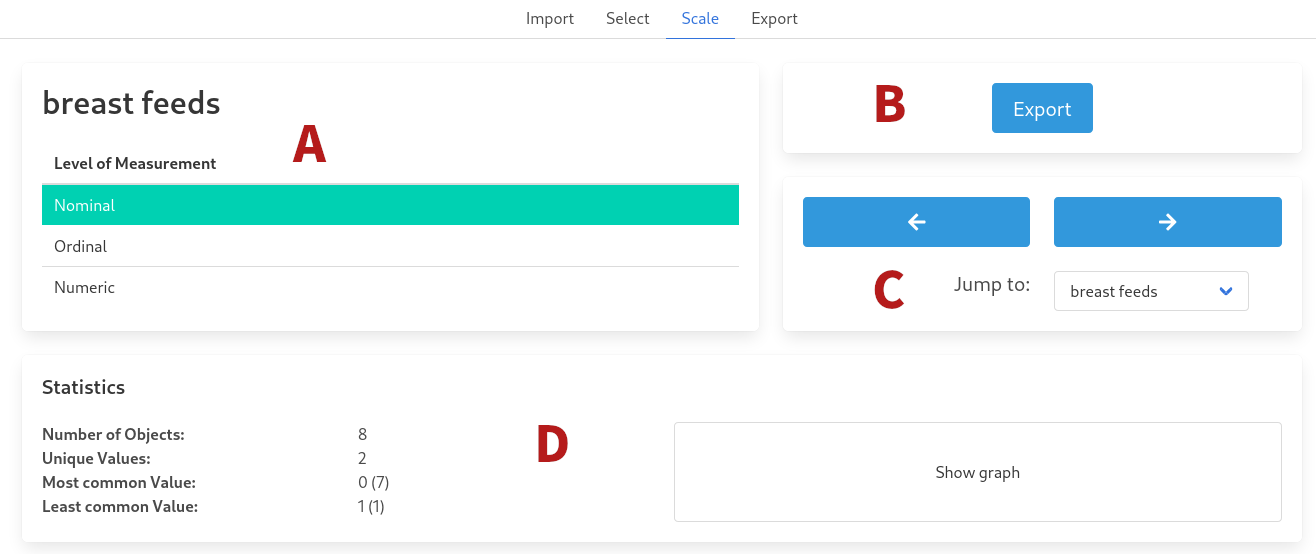 Import Select Scale Export
breast feeds
A
Level of Measurement
Nominal
Ordinal
Numeric
B
Export
C
Jump to:
breast feeds
Statistics
Number of Objects: 8
Unique Values: 2
Most common Value: 0 (7)
Least common Value: 1 (1)
D
Show graph